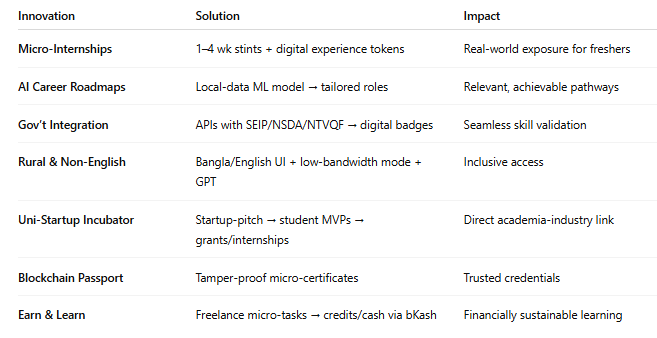 Innovation Solution Impact
Micro-Internships 1–4 wk stints + digital experience tokens Real-world exposure for freshers
AI Career Roadmaps Local-data ML model → tailored roles Relevant, achievable pathways
Gov't Integration APIs with SEIP/NSDA/NTVQF → digital badges Seamless skill validation
Rural & Non-English Bangla/English UI + low-bandwidth mode + Inclusive access
GPT
Uni-Startup Incubator Startup-pitch → student MVPs → Direct academia-industry link
grants/internships
Blockchain Passport Tamper-proof micro-certificates Trusted credentials
Earn & Learn Freelance micro-tasks → credits/cash via bKash Financially sustainable learning